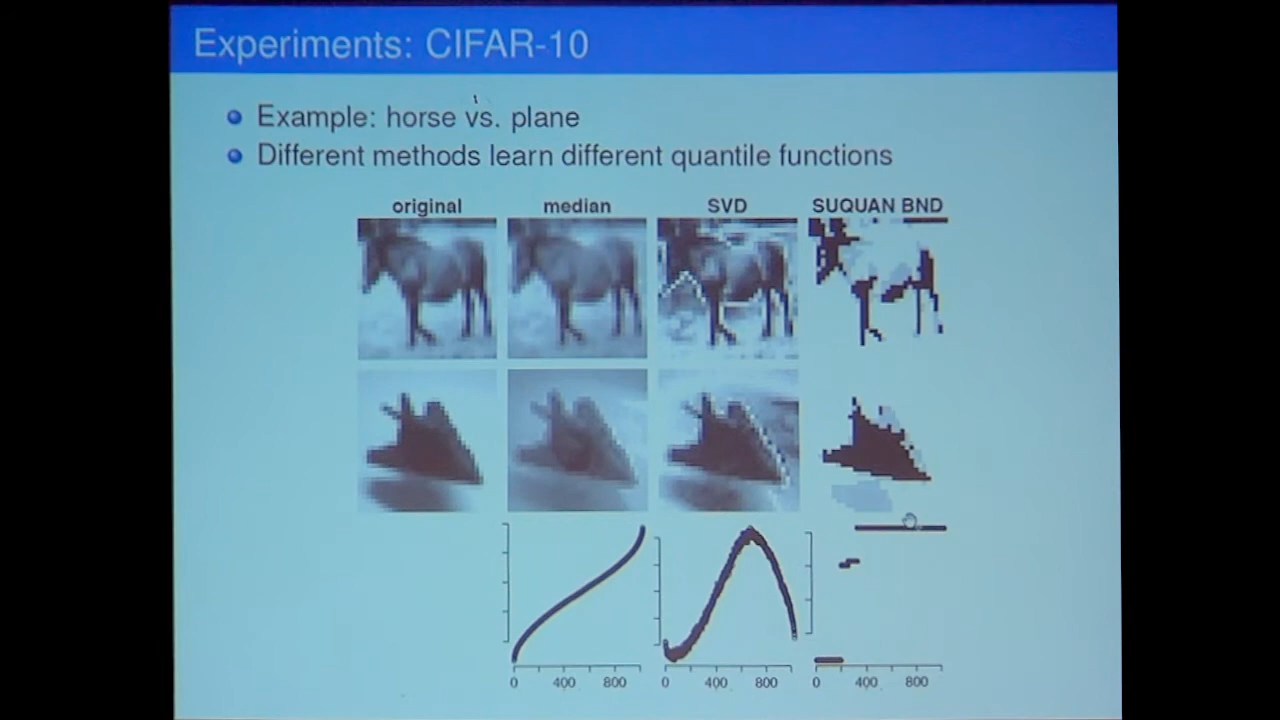 Experiments: CIFAR-10
Example: horse vs. plane
Different methods learn different quantile functions
original median SVD SUQUAN BND
0 400 800 0 400 800 0 400 800